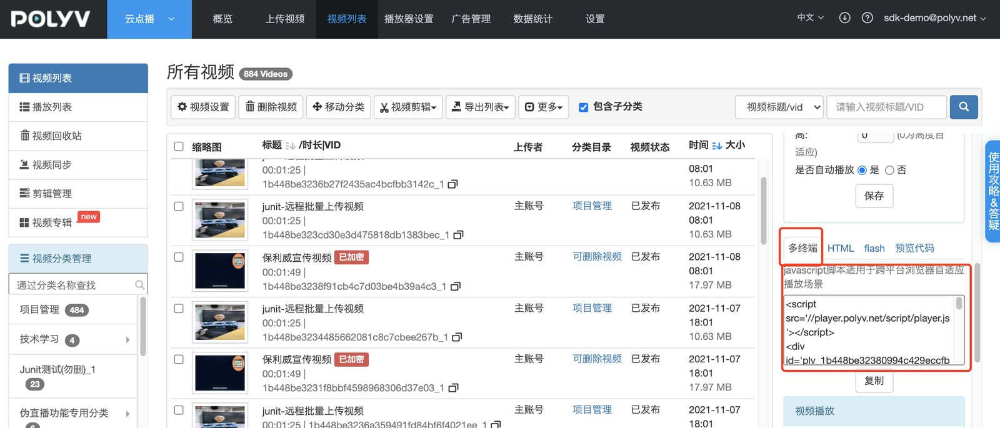 POLYV
云点播
概览
上传视频
视频列表
播放器设置
广告管理
数据统计
设置
中文
sdk-demo@polyv.net
视频列表
播放列表
视频回收站
视频同步
剪辑管理
视频专辑 new
视频分类管理
通过分类名称查找
项目管理 484
技术学习 4
Junit测试(勿删)_1
23
伪直播功能专用分类
所有视频 884 Videos
视频设置
删除视频
移动分类
视频剪辑
导出列表
更多
包含子分类
视频标题/vid
请输入视频标题/VID
缩略图 标题 /时长|VID 上传者 分类目录 视频状态 时间 大小
00:01:25 | 08:01
1b448be3236b27f2435ac4bcfbb3142c_1 10.63 MB
junit-远程批量上传视频 主账号 项目管理 已发布 2021-11-08
00:01:25 | 08:01
1b448be323cd30e3d475818db1383bec_1 10.63 MB
保利威宣传视频 已加密 主账号 可删除视频 已发布 2021-11-08
00:01:49 | 08:01
1b448be3238f91cb4c7d03be4b39a4c3_1 17.97 MB
junit-远程批量上传视频 主账号 项目管理 已发布 2021-11-07
00:01:25 | 18:01
1b448be3234485662081c8c7cbee267b_1 10.63 MB
保利威宣传视频 已加密 主账号 可删除视频 已发布 2021-11-07
00:01:49 | 18:01
1b448be3231f8bbf4598968306d37e03_1 17.97 MB
junit-远程批量上传视频 主账号 项目管理 已发布 2021-11-07
00:01:25 | 1b448be3236a359491fd84bf6f4021ee_1 18:01
高: 0 (0为高度自
适应)
是否自动播放 是 否
保存
多终端 HTML flash 预览代码
javascript脚本适用于跨平台浏览器自适应
播放场景
<script
src='//player.polyv.net/script/player.js
'></script>
<div
id='plv_1b448be32380994c429eccfb
复制
视频播放
使用攻略&答疑